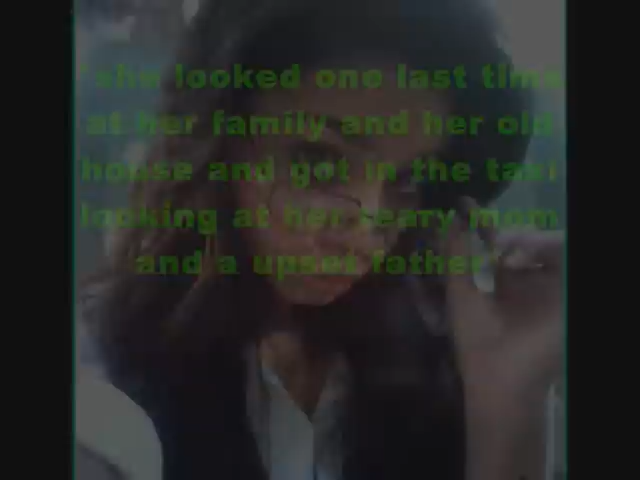 "she looked one last time
at her family and her old
house and got in the taxi
looking at her teary mom
and a upset father"